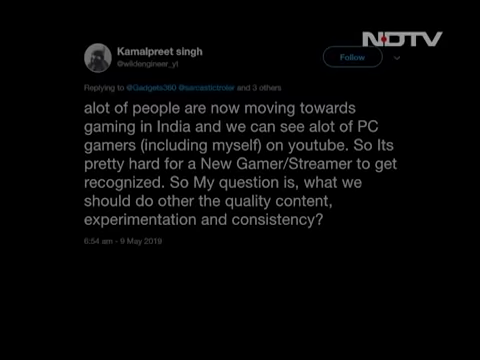 NDTV
Kamalpreet singh
@wildengineer_yt
Follow
Replying to @Gadgets360 @sarcastictroler and 3 others
alot of people are now moving towards
gaming in India and we can see alot of PC
gamers (including myself) on youtube. So Its
pretty hard for a New Gamer/Streamer to get
recognized. So My question is, what we
should do other the quality content,
experimentation and consistency?
6:54 am - 9 May 2019